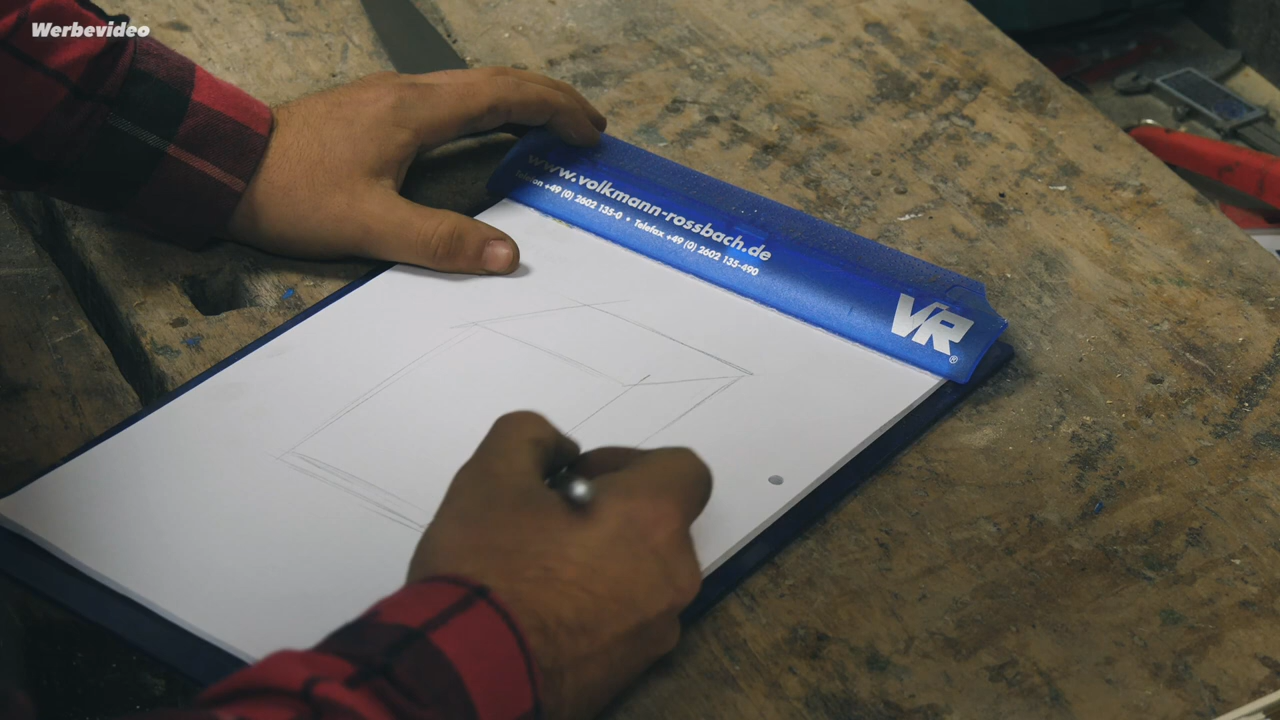 Werbevideo
www.volkmann-rossbach.de
Telefon +49 (0) 2602 135-0 • Telefax +49 (0) 2602 135-490
VR®